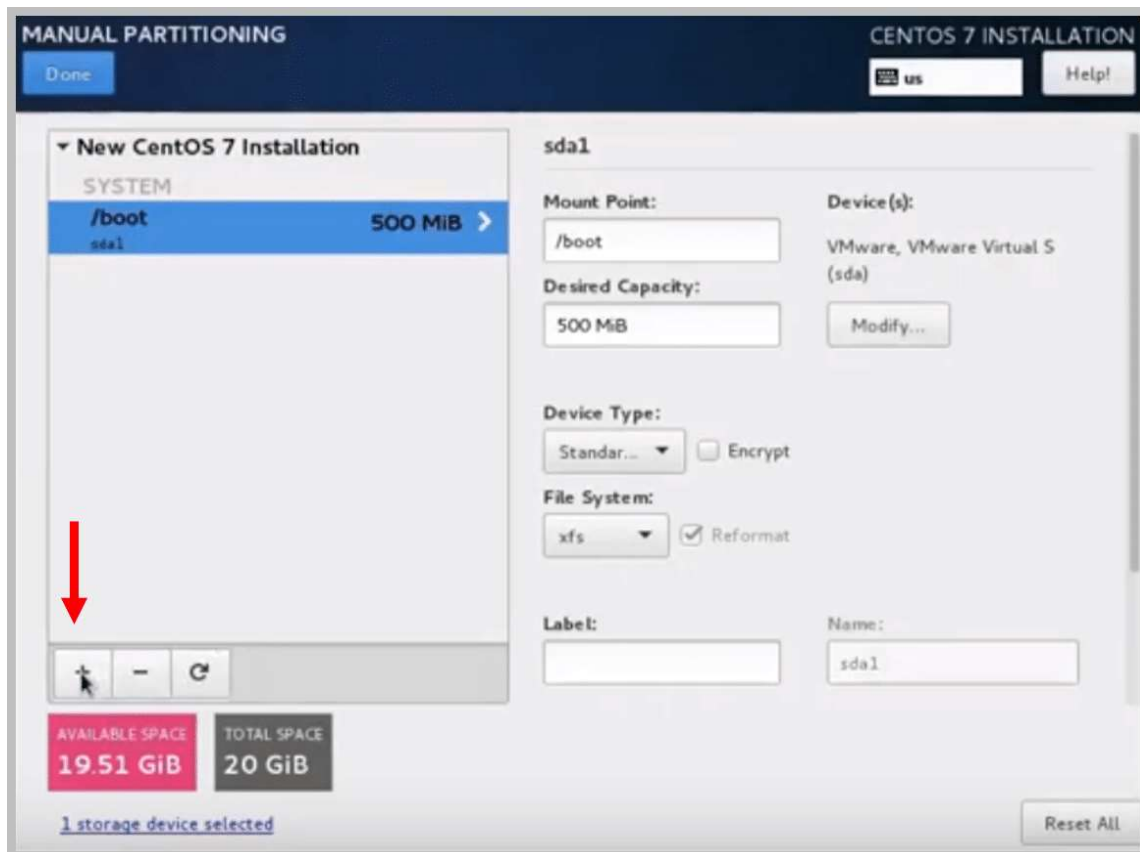 MANUAL PARTITIONING
CENTOS 7 INSTALLATION
Done
us
Help!
New CentOS 7 Installation
SYSTEM
/boot
500 MiB
sda1
sda1
Mount Point:
/boot
Device(s):
VMware, VMware Virtual S
(sda)
Desired Capacity:
500 MiB
Modify...
Device Type:
Standar...
Encrypt
File System:
xfs
Reformat
Label:
Name:
sda1
+ −
AVAILABLE SPACE
19.51 GiB
TOTAL SPACE
20 GiB
1 storage device selected
Reset All